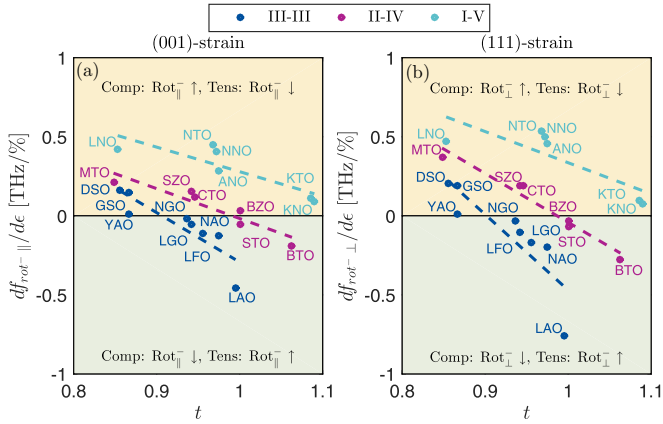 III-III II-IV I-V
(001)-strain
(a)
Comp: Rot∥⁻ ↑, Tens: Rot∥⁻ ↓
1
0.5
0
-0.5
-1
df_rot⁻ ∥/dϵ [THz/%]
LNO
NTO
NNO
MTO
ANO
KTO
DSO
SZO
CTO
GSO
NGO
BZO
KNO
YAO
NAO
LGO
STO
LFO
BTO
LAO
Comp: Rot∥⁻ ↓, Tens: Rot∥⁻ ↑
0.8 0.9 1 1.1
t
(111)-strain
(b)
Comp: Rot⊥⁻ ↑, Tens: Rot⊥⁻ ↓
1
0.5
0
-0.5
-1
df_rot⁻ ⊥/dϵ [THz/%]
LNO
NTO
NNO
MTO
ANO
DSO
GSO
SZO
CTO
KTO
YAO
NGO
BZO
KNO
LGO
STO
LFO
NAO
BTO
LAO
Comp: Rot⊥⁻ ↓, Tens: Rot⊥⁻ ↑
0.8 0.9 1 1.1
t